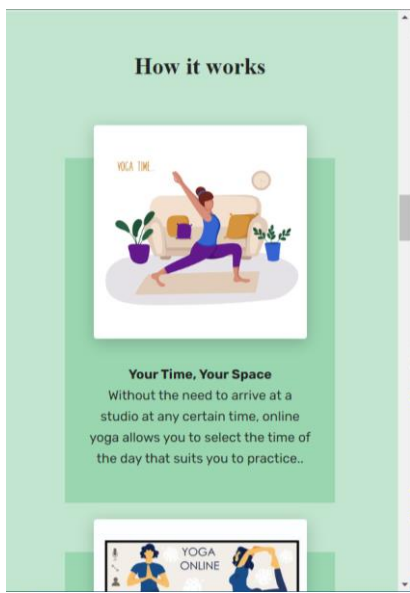 How it works
YOGA TIME..
Your Time, Your Space
Without the need to arrive at a
studio at any certain time, online
yoga allows you to select the time of
the day that suits you to practice..
YOGA
ONLINE